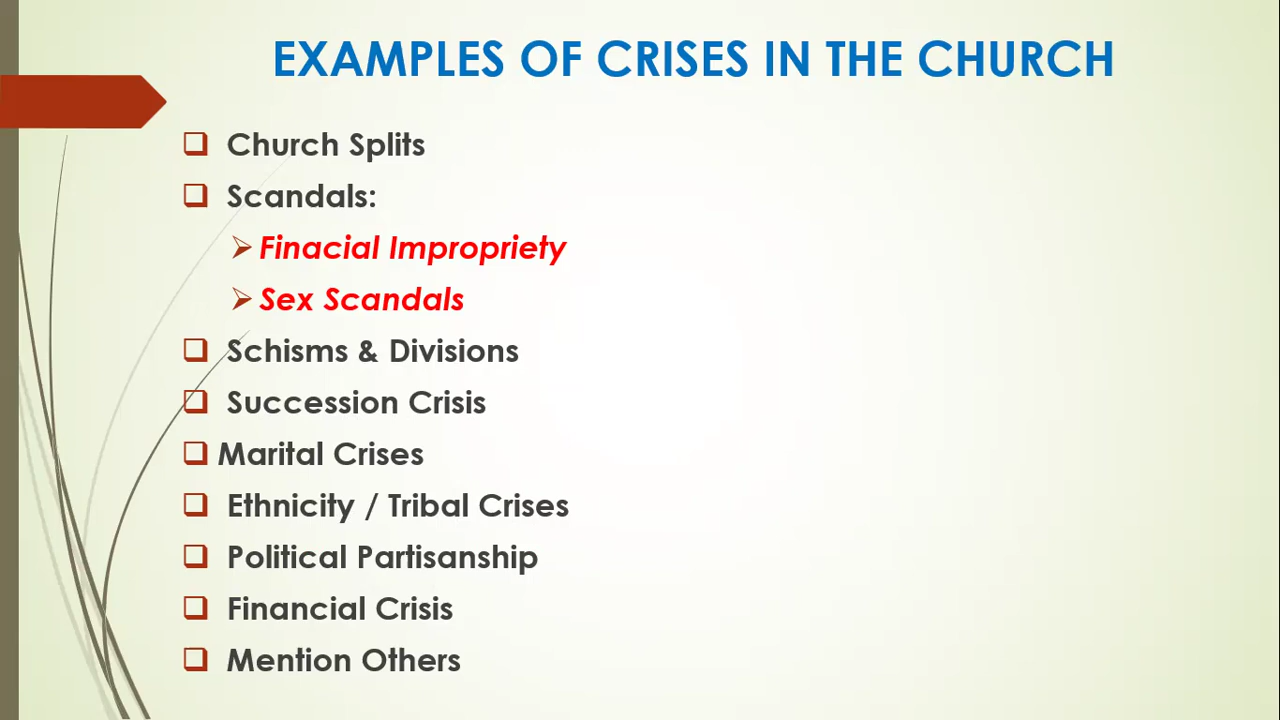 EXAMPLES OF CRISES IN THE CHURCH
Church Splits
Scandals:
Finacial Impropriety
Sex Scandals
Schisms & Divisions
Succession Crisis
Marital Crises
Ethnicity / Tribal Crises
Political Partisanship
Financial Crisis
Mention Others